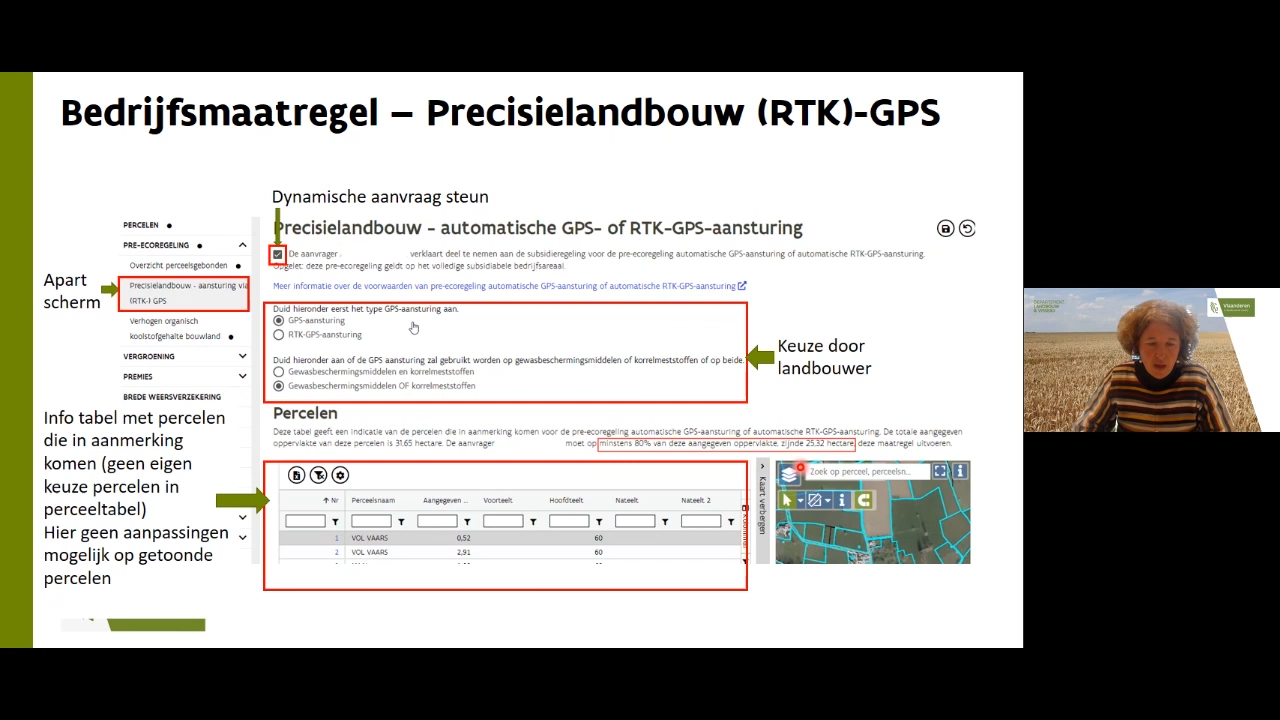 Bedrijfsmaatregel – Precisielandbouw (RTK)-GPS
Dynamische aanvraag steun
PERCELEN
PRE-ECOREGELING
Overzicht perceelsgebonden
Precisielandbouw - aansturing via
(RTK-) GPS
Verhogen organisch
koolstofgehalte bouwland
VERGROENING
PREMIES
BREDE WEERSVERZEKERING
Apart
scherm
Info tabel met percelen
die in aanmerking
komen (geen eigen
keuze percelen in
perceeltabel)
Hier geen aanpassingen
mogelijk op getoonde
percelen
Precisielandbouw - automatische GPS- of RTK-GPS-aansturing
De aanvrager verklaart deel te nemen aan de subsidieregeling voor de pre-ecoregeling automatische GPS-aansturing of automatische RTK-GPS-aansturing.
Opgelet: deze pre-ecoregeling geldt op het volledige subsidiabele bedrijfsareaal.
Meer informatie over de voorwaarden van pre-ecoregeling automatische GPS-aansturing of automatische RTK-GPS-aansturing
Duid hieronder eerst het type GPS-aansturing aan.
GPS-aansturing
RTK-GPS-aansturing
Duid hieronder aan of de GPS aansturing zal gebruikt worden op gewasbeschermingsmiddelen of korrelmeststoffen of op beide.
Gewasbeschermingsmiddelen en korrelmeststoffen
Gewasbeschermingsmiddelen OF korrelmeststoffen
Keuze door
landbouwer
Percelen
Deze tabel geeft een indicatie van de percelen die in aanmerking komen voor de pre-ecoregeling automatische GPS-aansturing of automatische RTK-GPS-aansturing. De totale aangegeven
oppervlakte van deze percelen is 31,65 hectare. De aanvrager moet op minstens 80% van deze aangegeven oppervlakte, zijnde 25,32 hectare, deze maatregel uitvoeren.
Nr Perceelsnaam Aangegeven ... Voorteelt Hoofdteelt Nateelt Nateelt 2
1 VOL VAARS 0,52 60
2 VOL VAARS 2,91 60
Kaart verbergen
Zoek op perceel, perceelsn...
DEPARTEMENT
LANDBOUW
& VISSERIJ
Vlaanderen